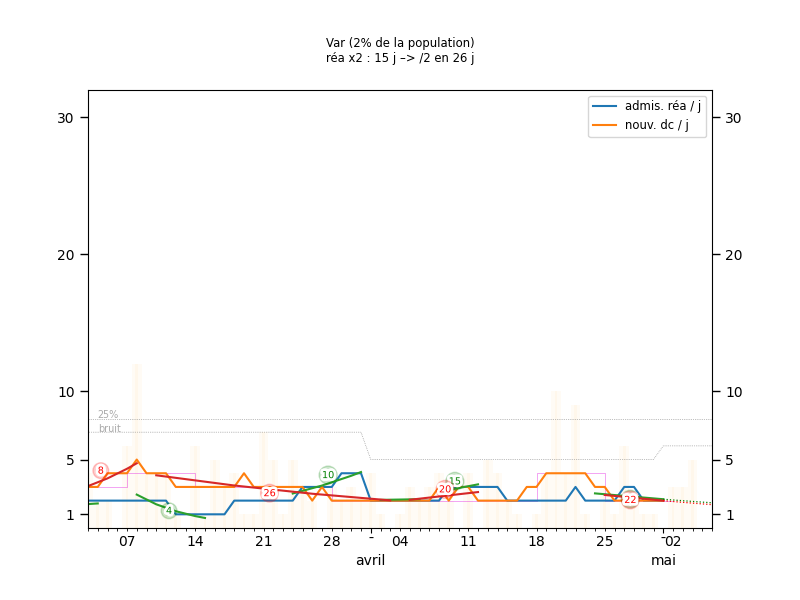 Var (2% de la population)
réa x2 : 15 j –> /2 en 26 j
admis. réa / j
nouv. dc / j
30 30
20 20
10 10
25%
bruit
5 5
8
10
15
26
20
22
4
1 1
07 14 21 28 - 04 11 18 25 -02
avril mai